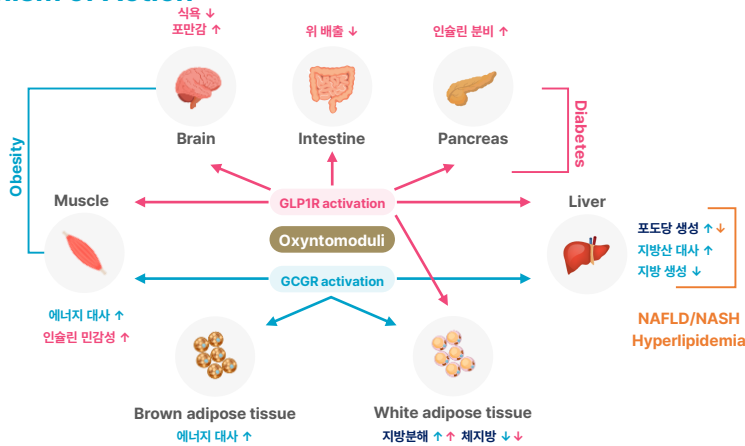 식욕 ↓
포만감 ↑
위 배출 ↓
인슐린 분비 ↑
Brain
Intestine
Pancreas
Obesity
Diabetes
Muscle
GLP1R activation
Liver
Oxyntomoduli
포도당 생성 ↑↓
지방산 대사 ↑
지방 생성 ↓
GCGR activation
에너지 대사 ↑
인슐린 민감성 ↑
NAFLD/NASH
Hyperlipidemia
Brown adipose tissue
에너지 대사 ↑
White adipose tissue
지방분해 ↑↑ 체지방 ↓↓